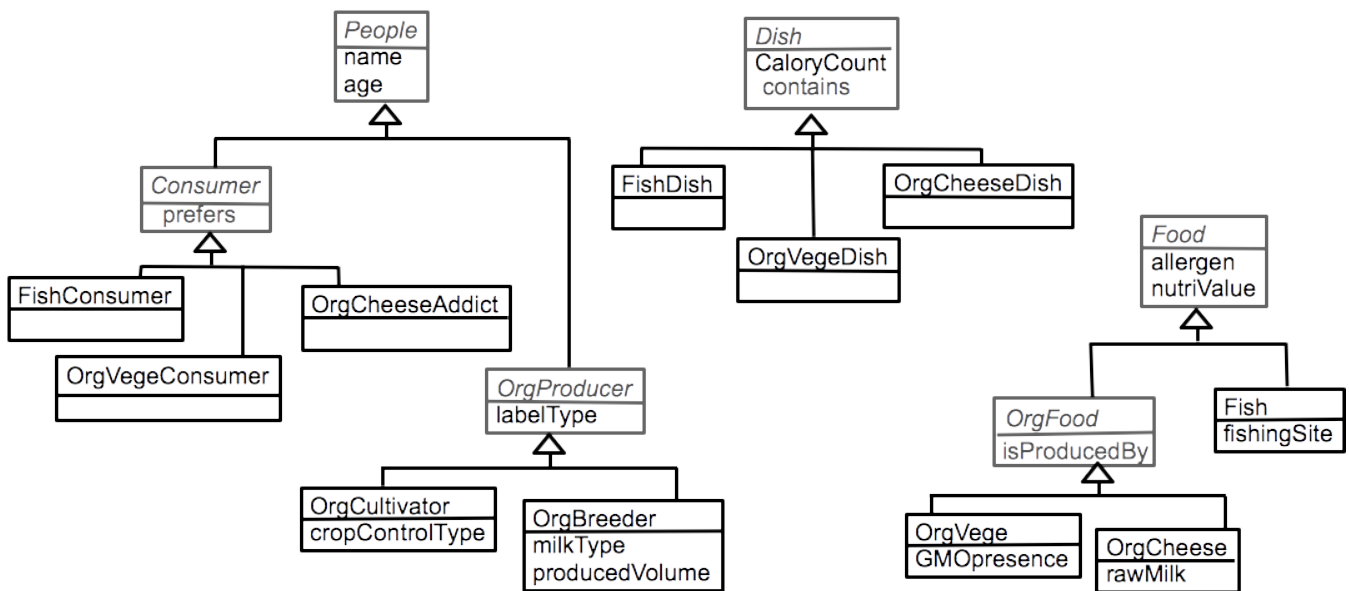 People
name
age
Dish
CaloryCount
contains
Consumer
prefers
FishDish
OrgCheeseDish
OrgVegeDish
Food
allergen
nutriValue
FishConsumer
OrgCheeseAddict
OrgVegeConsumer
OrgProducer
labelType
OrgFood
isProducedBy
Fish
fishingSite
OrgCultivator
cropControlType
OrgBreeder
milkType
producedVolume
OrgVege
GMOpresence
OrgCheese
rawMilk